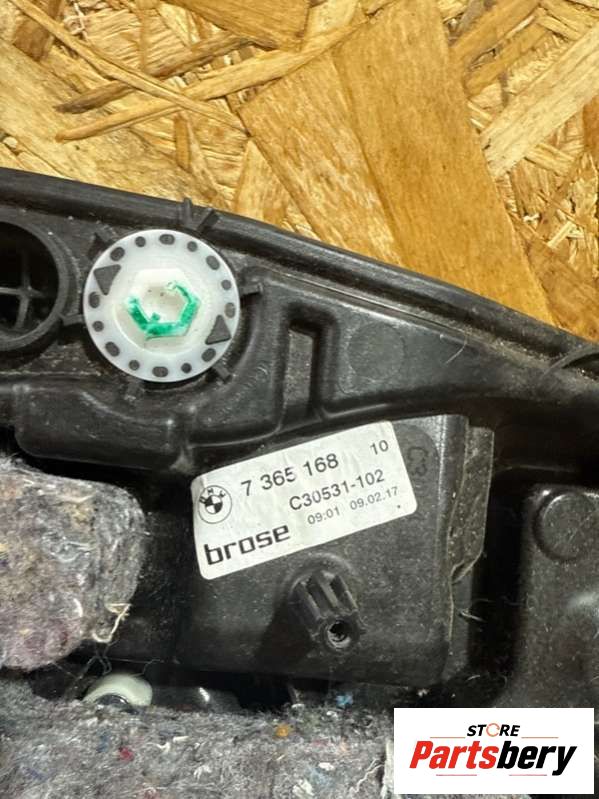 7 365 168 10
C30531-102
09:01 09.02.17
brose
STORE
Partsbery